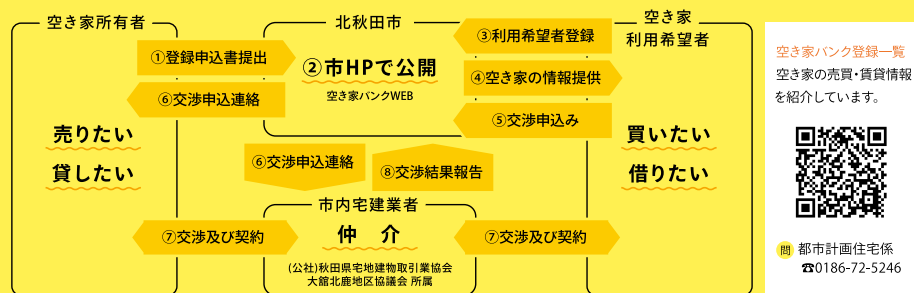 空き家所有者
①登録申込書提出
⑥交渉申込連絡
売りたい
貸したい
⑦交渉及び契約
北秋田市
②市HPで公開
空き家バンクWEB
⑥交渉申込連絡
⑧交渉結果報告
市内宅建業者
仲 介
(公社)秋田県宅地建物取引業協会
大舘北鹿地区協議会 所属
③利用希望者登録
④空き家の情報提供
⑤交渉申込み
空き家
利用希望者
買いたい
借りたい
⑦交渉及び契約
空き家バンク登録一覧
空き家の売買・賃貸情報
を紹介しています。
問 都市計画住宅係
☎0186-72-5246